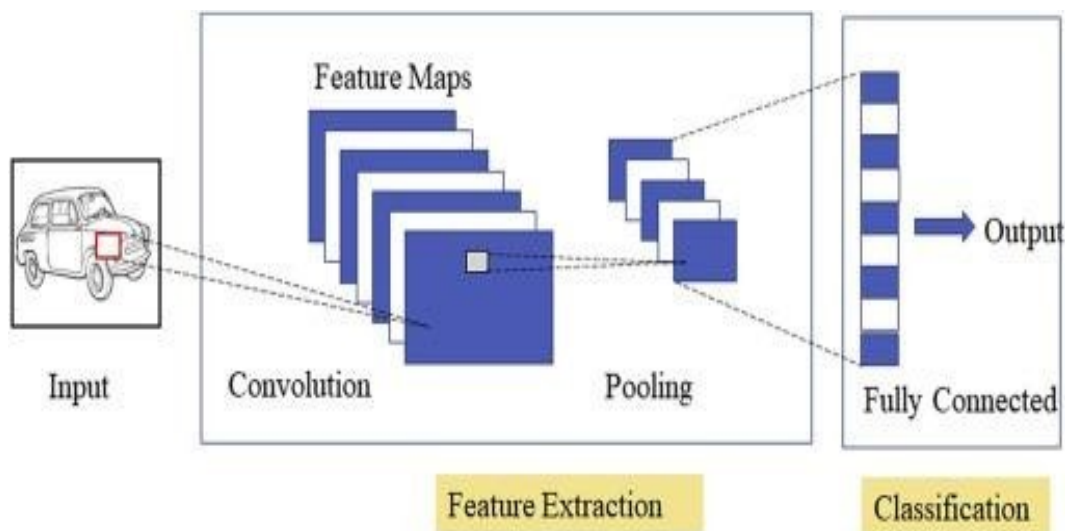 Feature Maps
Input
Convolution
Pooling
Fully Connected
Output
Feature Extraction
Classification